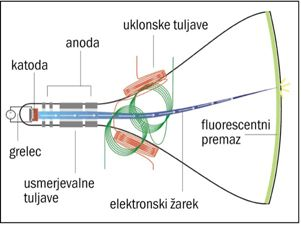 uklonske tuljave
anoda
katoda
fluorescentni
premaz
grelec
usmerjevalne
tuljave
elektronski žarek